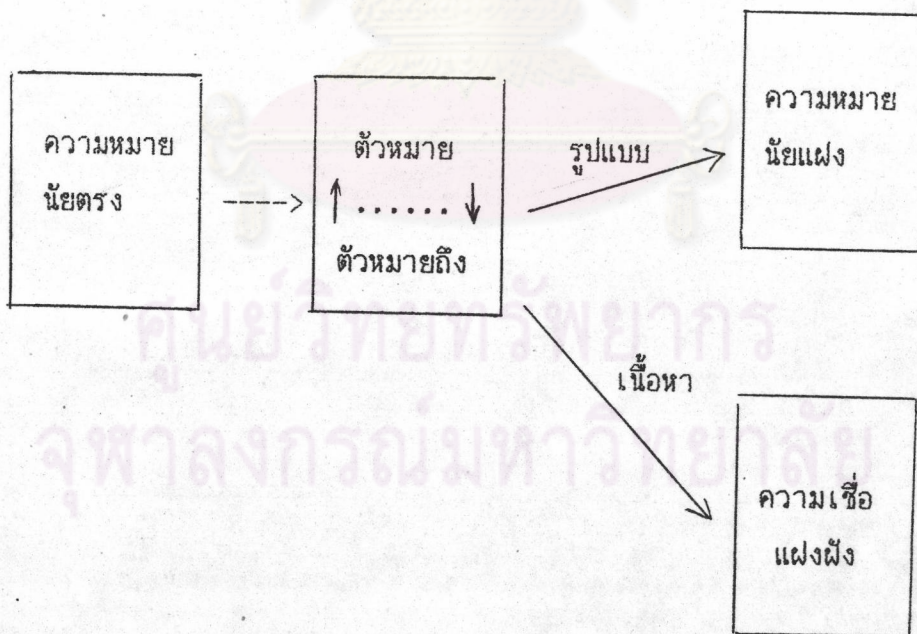 ความหมาย
นัยตรง
ตัวหมาย
......
ตัวหมายถึง
รูปแบบ
ความหมาย
นัยแฝง
เนื้อหา
ความเชื่อ
แฝงฝัง
ศูนย์วิทยทรัพยากร
จุฬาลงกรณ์มหาวิทยาลัย